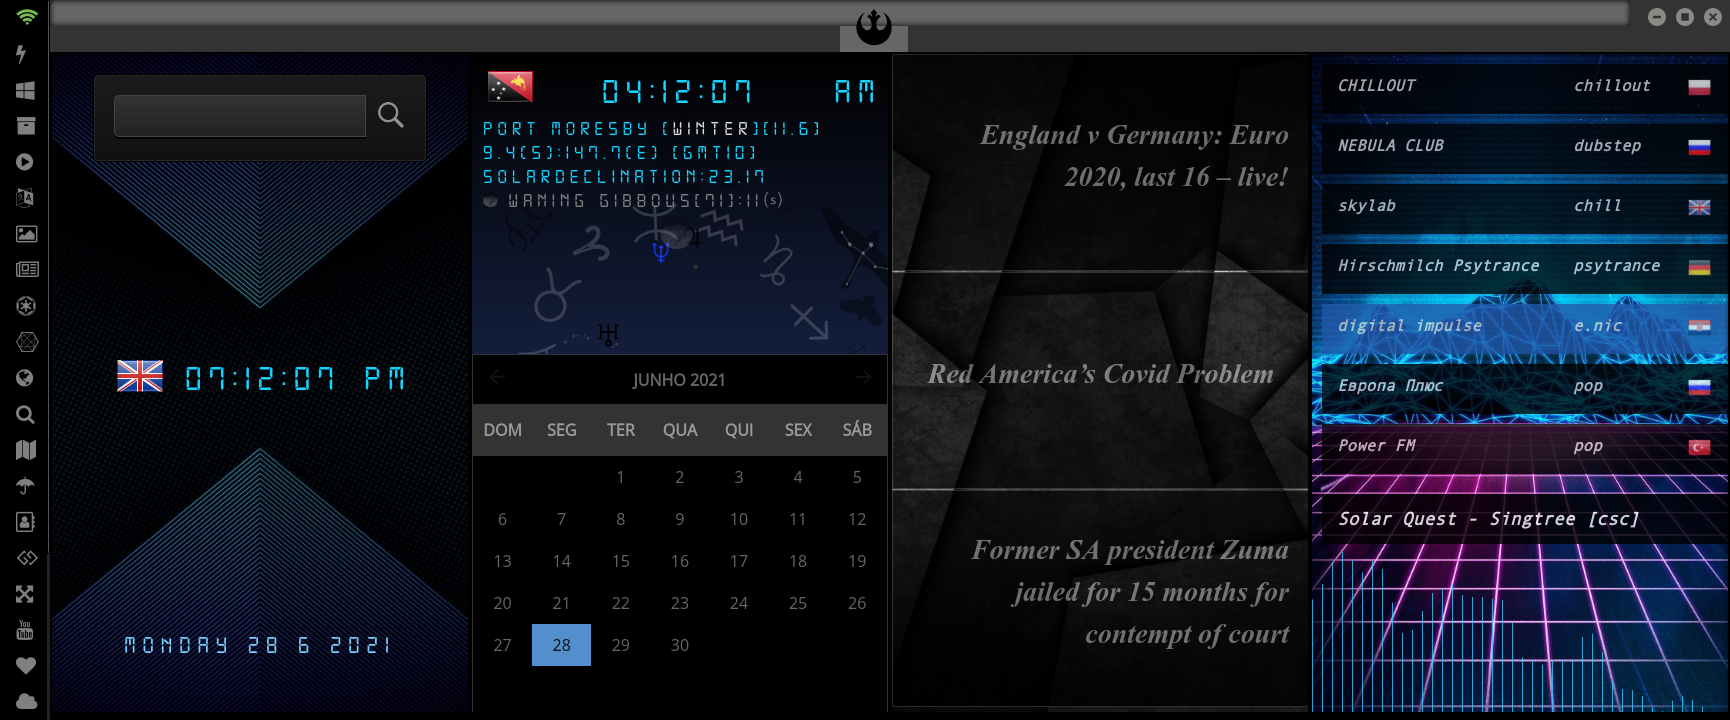 04:12:07 AM
PORT MORESBY [WINTER][11.6]
9.4(S):147.7(E) [GMT10]
SOLARDECLINATION:23.17
WANING GIBBOUS[71]:11(s)
07:12:07 PM
MONDAY 28 6 2021
JUNHO 2021
DOM SEG TER QUA QUI SEX SÁB
1 2 3 4 5
6 7 8 9 10 11 12
13 14 15 16 17 18 19
20 21 22 23 24 25 26
27 28 29 30
England v Germany: Euro
2020, last 16 – live!
Red America’s Covid Problem
Former SA president Zuma
jailed for 15 months for
contempt of court
CHILLOUT chillout
NEBULA CLUB dubstep
skylab chill
Hirschmilch Psytrance psytrance
digital impulse e.nic
Европа Плюс pop
Power FM pop
Solar Quest - Singtree [csc]
You
Tube